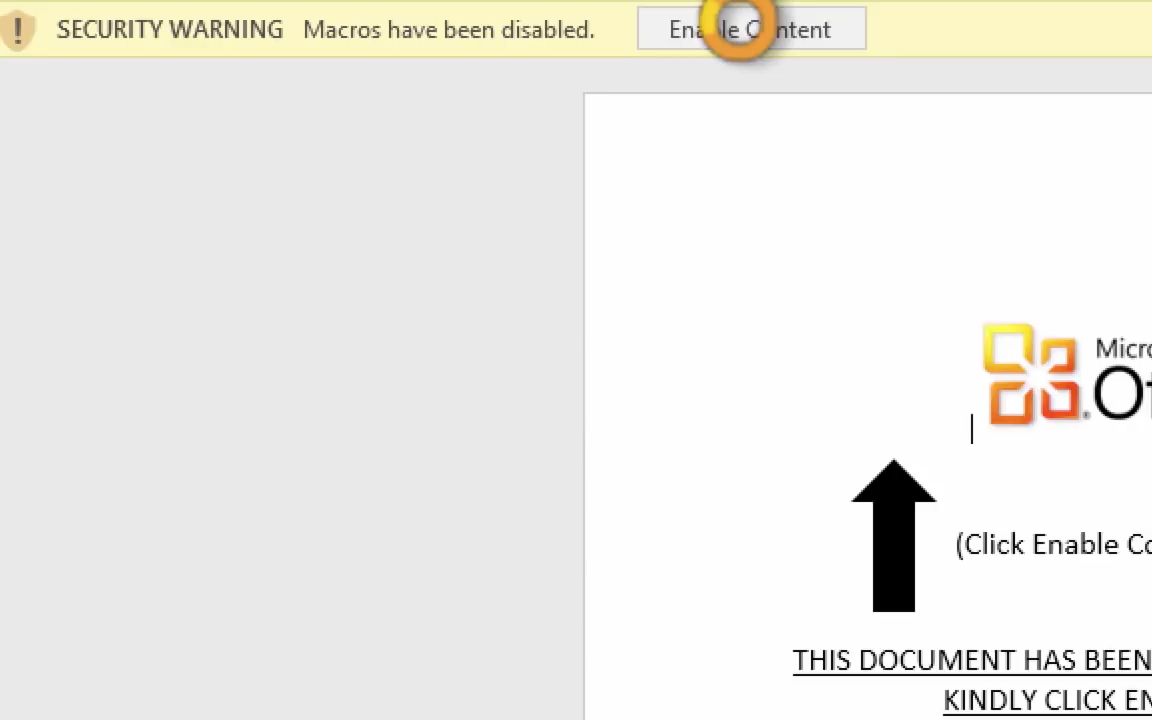 SECURITY WARNING Macros have been disabled. Enable Content
Micro
Of
(Click Enable Co
THIS DOCUMENT HAS BEEN
KINDLY CLICK EN